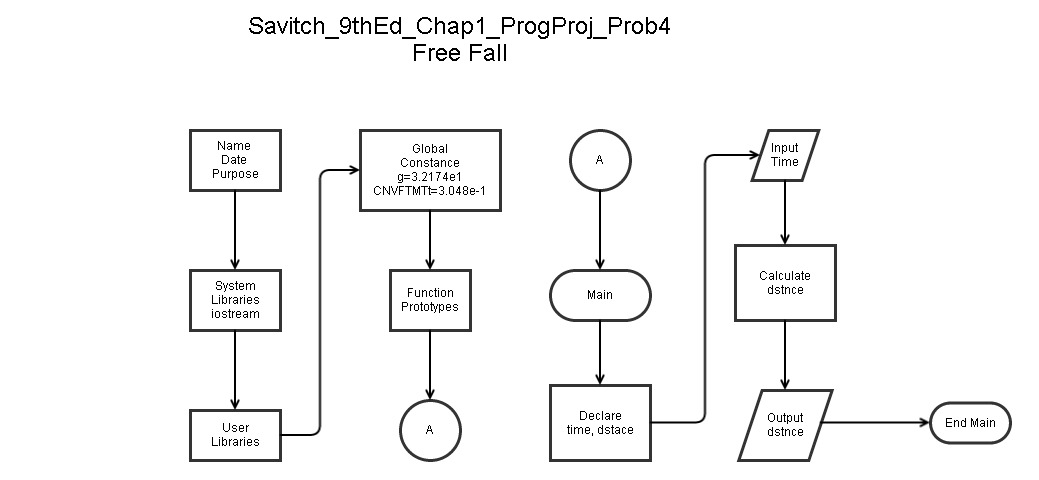 Savitch_9thEd_Chap1_ProgProj_Prob4
Free Fall
Name
Date
Purpose
System
Libraries
iostream
User
Libraries
Global
Constance
g=3.2174e1
CNVFTMTt=3.048e-1
Function
Prototypes
A
A
Main
Declare
time, dstace
Input
Time
Calculate
dstnce
Output
dstnce
End Main